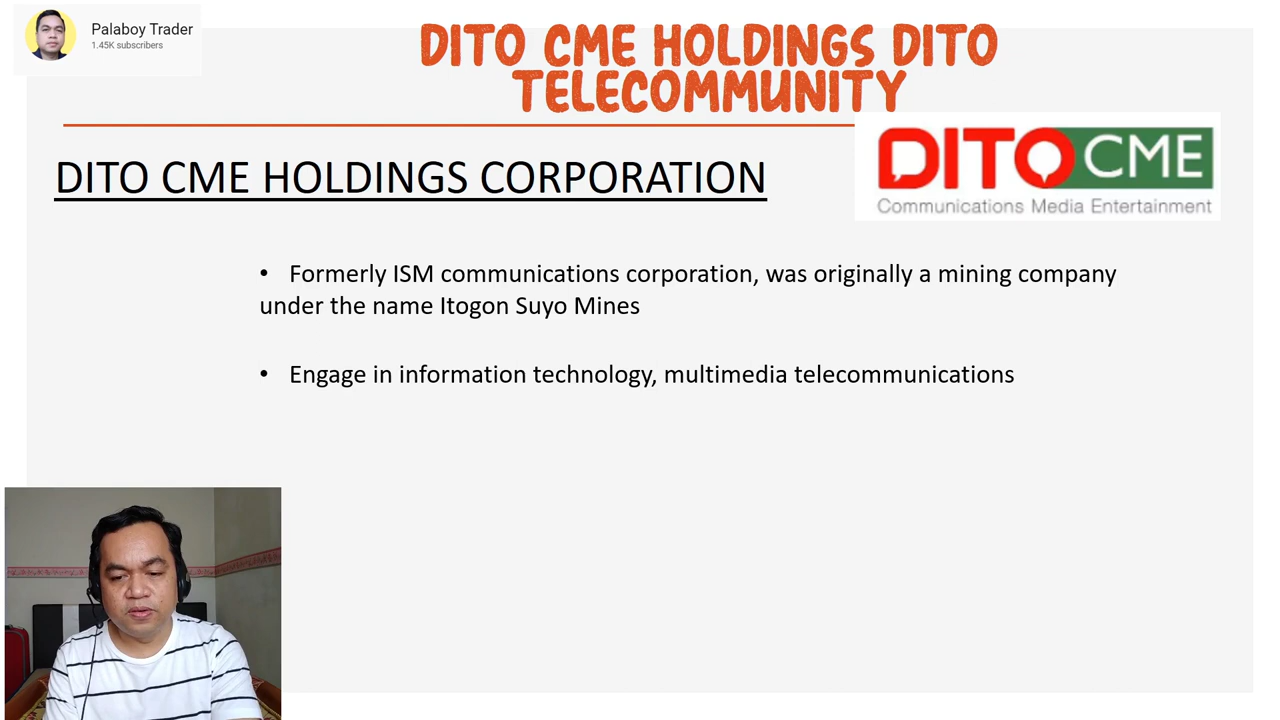 Palaboy Trader
1.45K subscribers
DITO CME HOLDINGS DITO
TELECOMMUNITY
DITO CME
Communications Media Entertainment
DITO CME HOLDINGS CORPORATION
• Formerly ISM communications corporation, was originally a mining company
under the name Itogon Suyo Mines
• Engage in information technology, multimedia telecommunications